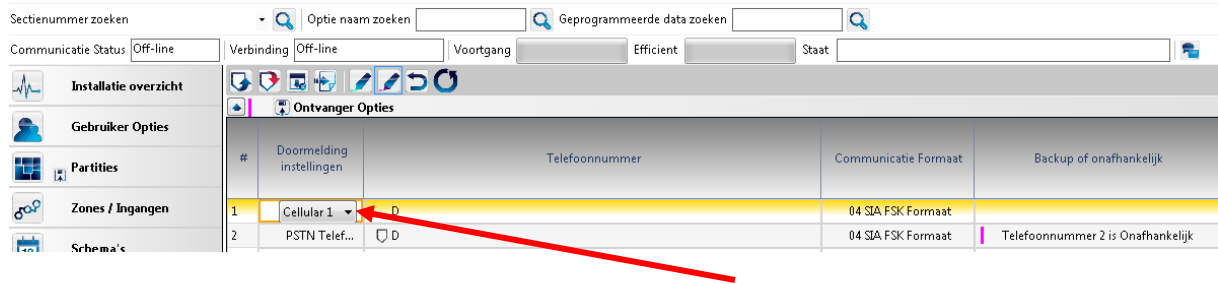 Sectienummer zoeken Optie naam zoeken Geprogrammeerde data zoeken
Communicatie Status Off-line Verbinding Off-line Voortgang Efficient Staat
Installatie overzicht
Ontvanger Opties
Gebruiker Opties
# Doormelding instellingen Telefoonnummer Communicatie Formaat Backup of onafhankelijk
Partities
Zones / Ingangen
1 Cellular 1 D 04 SIA FSK Formaat
2 PSTN Telef... D 04 SIA FSK Formaat Telefoonnummer 2 is Onafhankelijk
Schema's